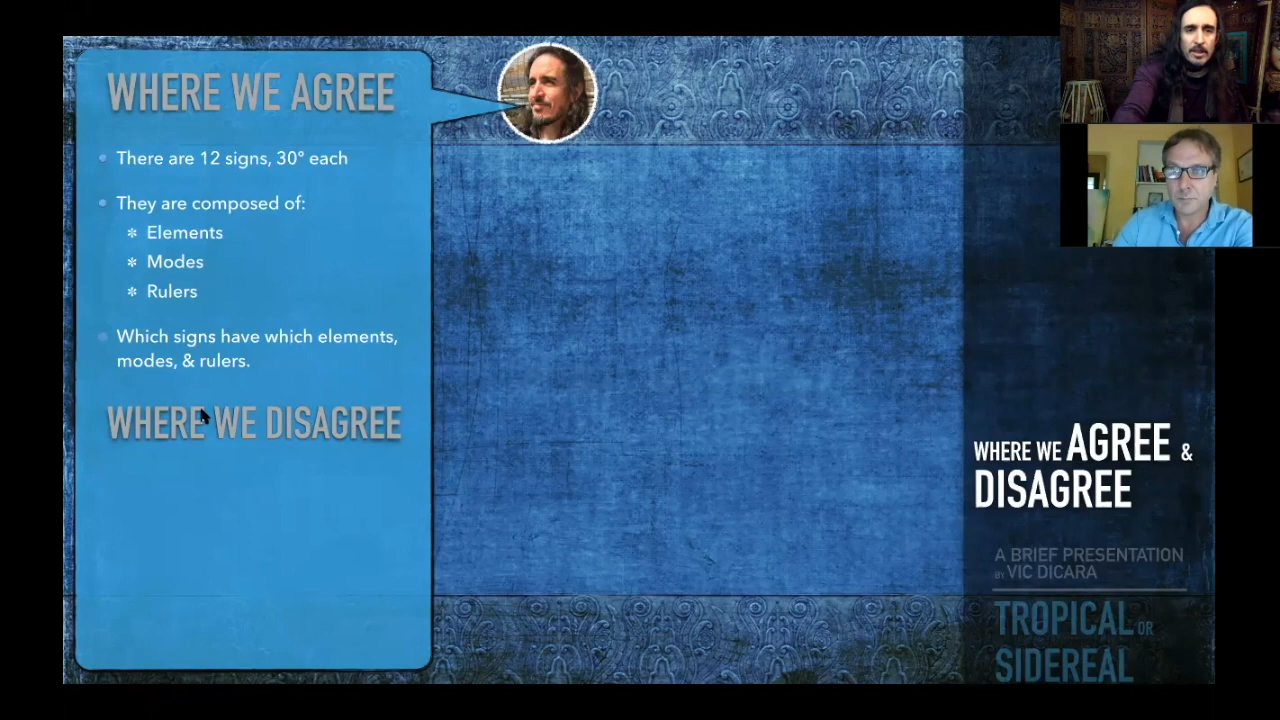 WHERE WE AGREE
There are 12 signs, 30° each
They are composed of:
Elements
Modes
Rulers
Which signs have which elements,
modes, & rulers.
WHERE WE DISAGREE
WHERE WE AGREE &
DISAGREE
A BRIEF PRESENTATION
BY VIC DICARA
TROPICAL OR
SIDEREAL